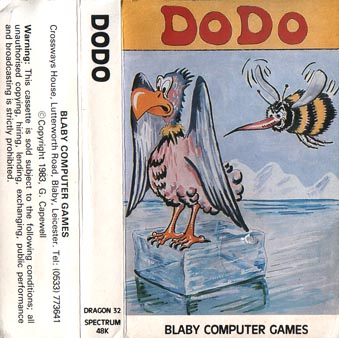 BLABY COMPUTER GAMES
Crossways House, Lutterworth Road, Blaby, Leicester. Tel: (0533) 773641
©Copyright 1983, G. Capewell
Warning: This cassette is sold subject to the following conditions; all
unauthorised copying, hiring, lending, exchanging, public performance
and broadcasting is strictly prohibited.
DODO
DRAGON 32
SPECTRUM
48K
DODO
BLABY COMPUTER GAMES